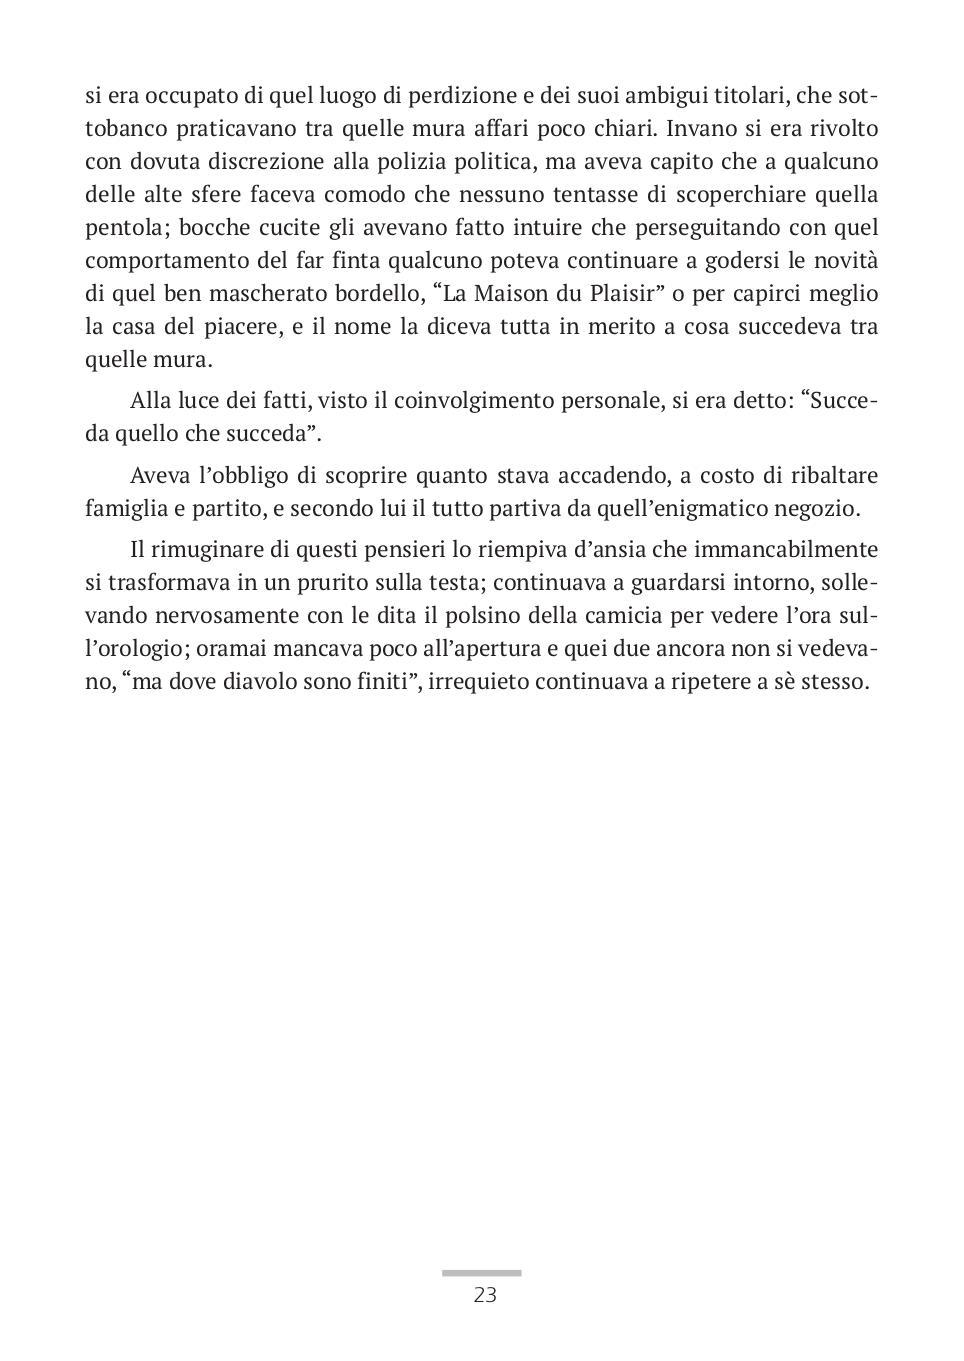 si era occupato di quel luogo di perdizione e dei suoi ambigui titolari, che sot-
tobanco praticavano tra quelle mura affari poco chiari. Invano si era rivolto
con dovuta discrezione alla polizia politica, ma aveva capito che a qualcuno
delle alte sfere faceva comodo che nessuno tentasse di scoperchiare quella
pentola; bocche cucite gli avevano fatto intuire che perseguitando con quel
comportamento del far finta qualcuno poteva continuare a godersi le novità
di quel ben mascherato bordello, “La Maison du Plaisir” o per capirci meglio
la casa del piacere, e il nome la diceva tutta in merito a cosa succedeva tra
quelle mura.
Alla luce dei fatti, visto il coinvolgimento personale, si era detto: “Succe-
da quello che succeda”.
Aveva l’obbligo di scoprire quanto stava accadendo, a costo di ribaltare
famiglia e partito, e secondo lui il tutto partiva da quell’enigmatico negozio.
Il rimuginare di questi pensieri lo riempiva d’ansia che immancabilmente
si trasformava in un prurito sulla testa; continuava a guardarsi intorno, solle-
vando nervosamente con le dita il polsino della camicia per vedere l’ora sul-
l’orologio; oramai mancava poco all’apertura e quei due ancora non si vedeva-
no, “ma dove diavolo sono finiti”, irrequieto continuava a ripetere a sè stesso.
23